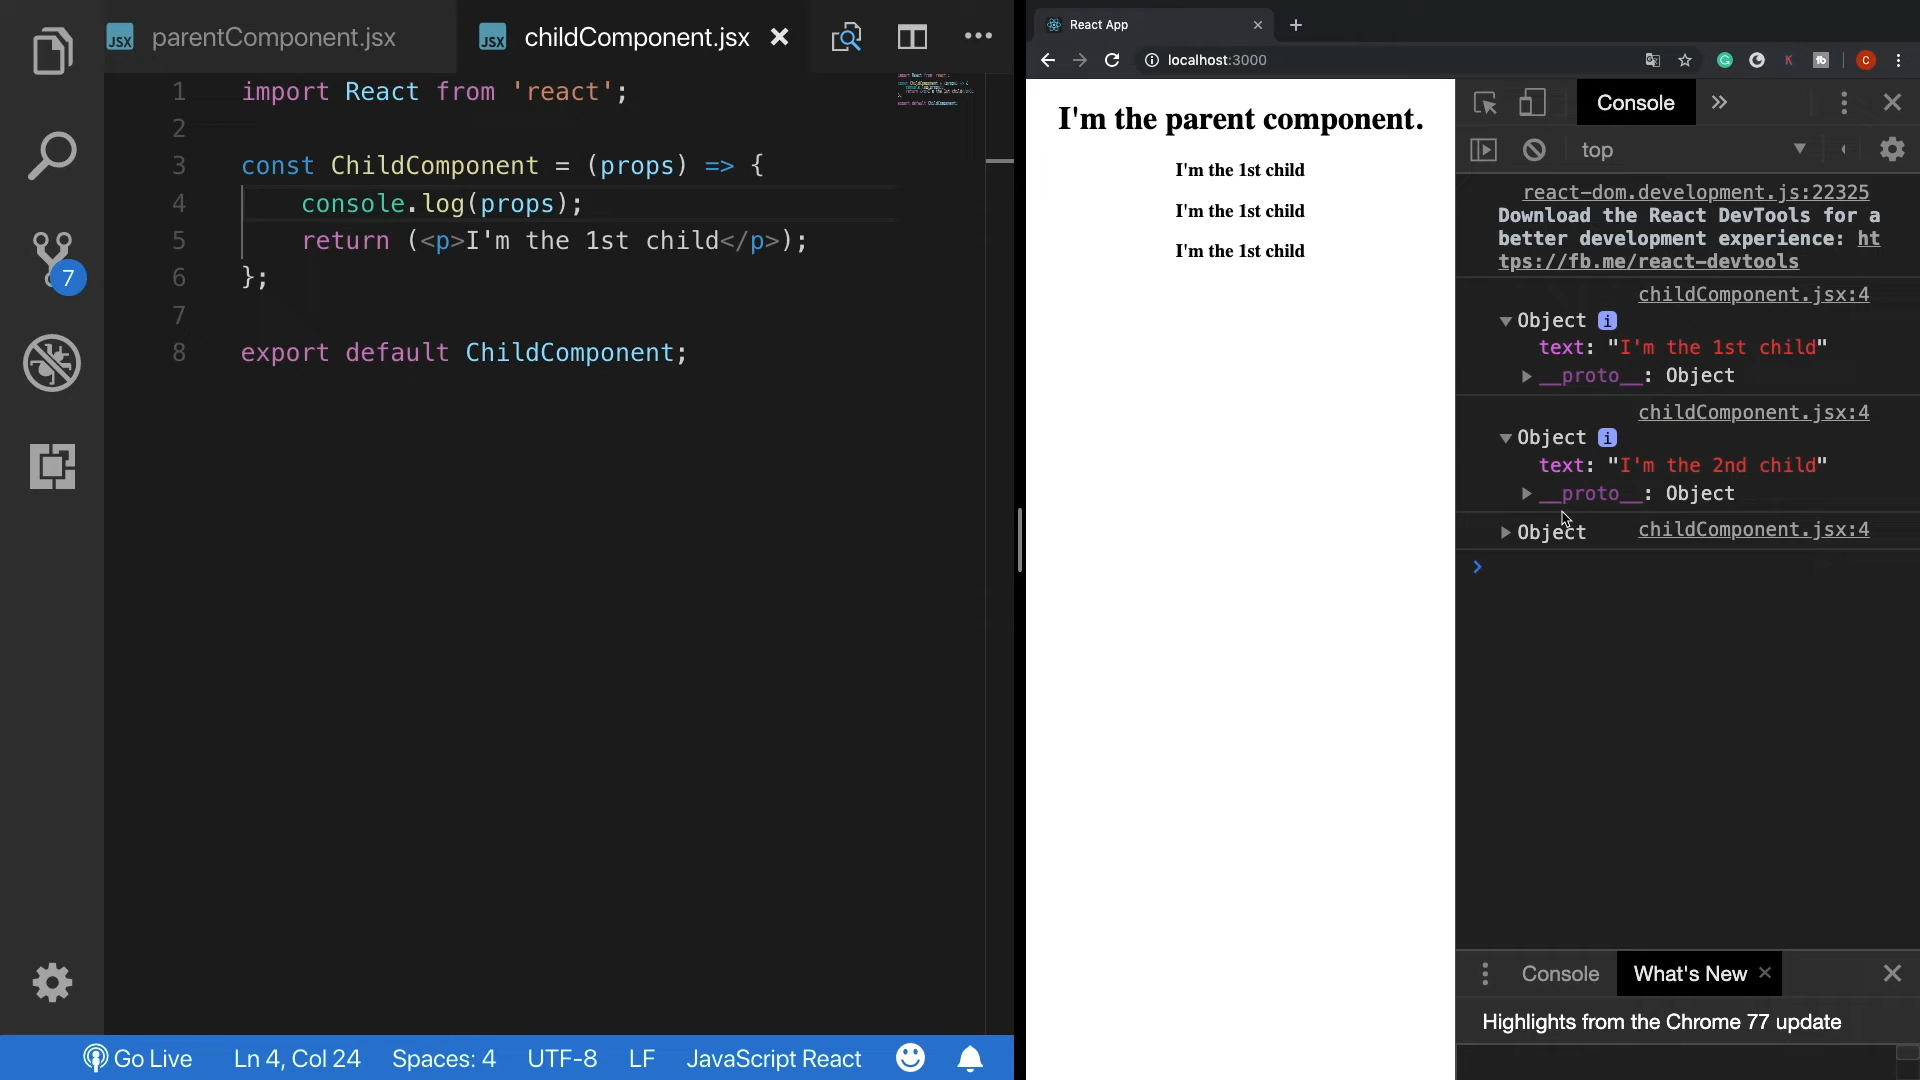 parentComponent.jsx
childComponent.jsx
1 import React from 'react';
2
3 const ChildComponent = (props) => {
4 console.log(props);
5 return (<p>I'm the 1st child</p>);
6 };
7
8 export default ChildComponent;
7
Go Live Ln 4, Col 24 Spaces: 4 UTF-8 LF JavaScript React
React App
localhost:3000
I'm the parent component.
I'm the 1st child
I'm the 1st child
I'm the 1st child
Console
top
react-dom.development.js:22325
Download the React DevTools for a
better development experience: ht
tps://fb.me/react-devtools
childComponent.jsx:4
Object i
text: "I'm the 1st child"
__proto__: Object
childComponent.jsx:4
Object i
text: "I'm the 2nd child"
__proto__: Object
Object childComponent.jsx:4
Console What's New
Highlights from the Chrome 77 update